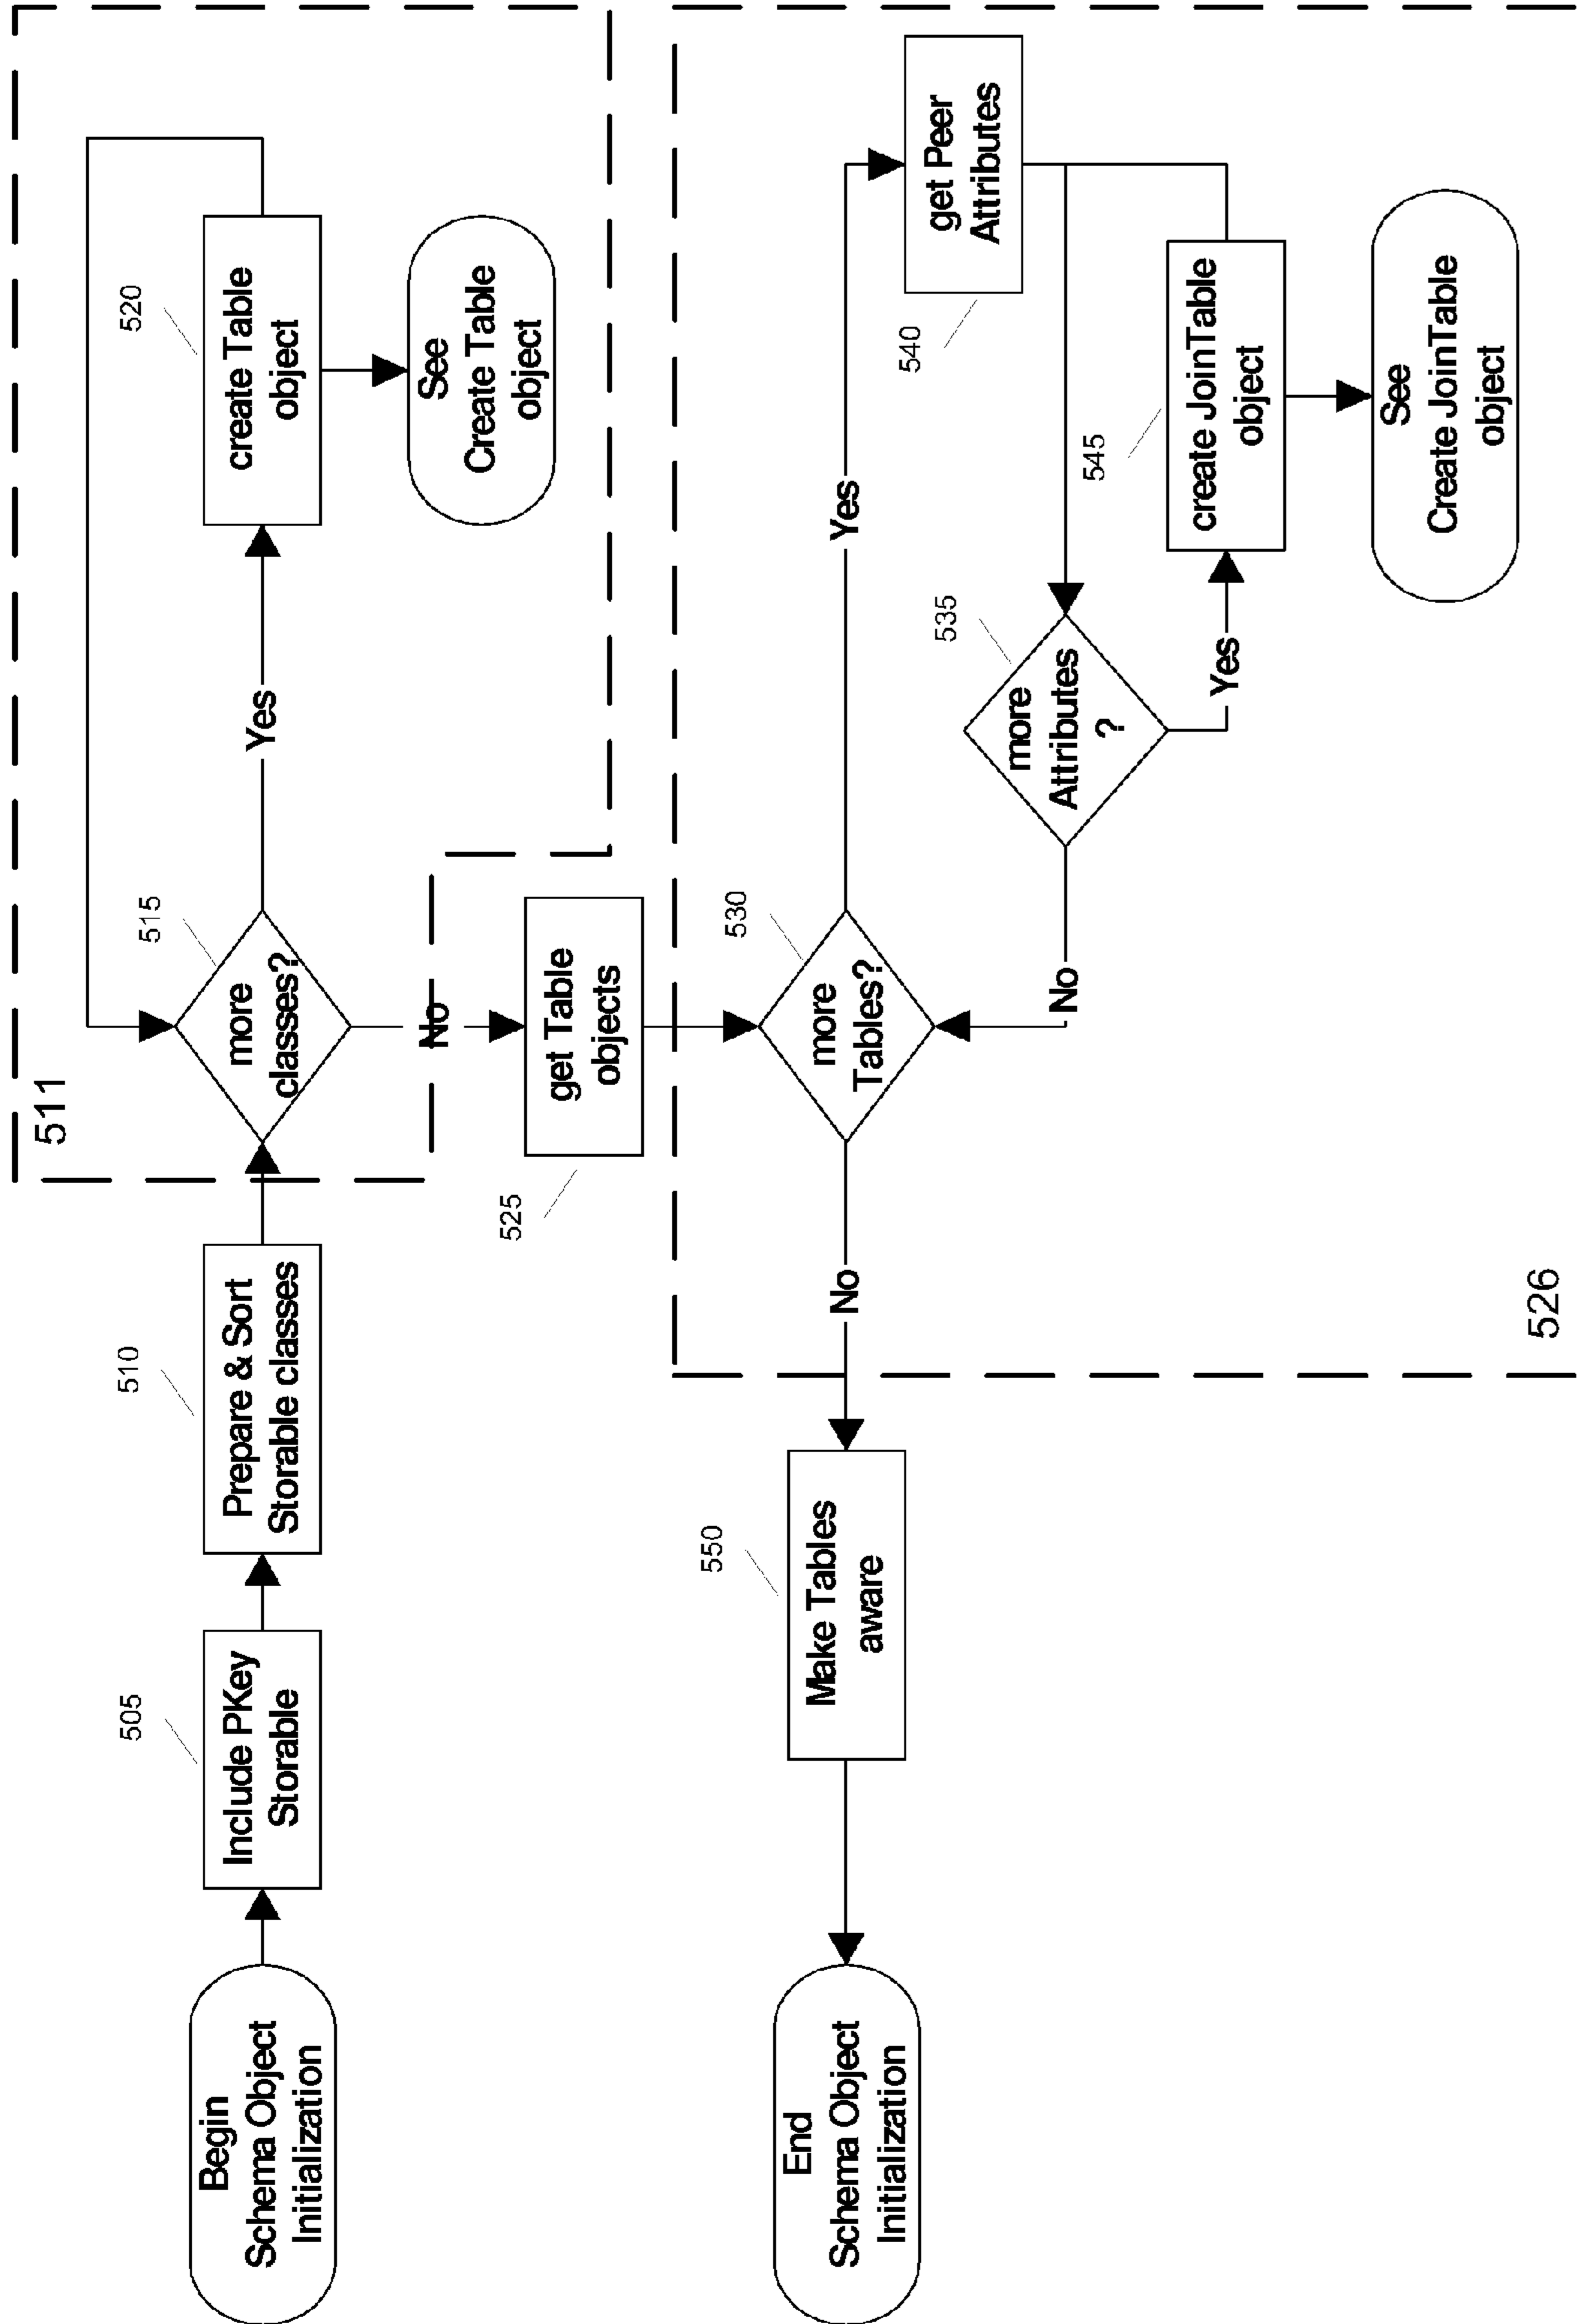 Begin
Schema Object
Initialization
505
Include PKey
Storable
510
Prepare & Sort
Storable classes
511
515
more
classes?
Yes
520
create Table
object
See
Create Table
object
No
525
get Table
objects
526
530
more
Tables?
Yes
540
get Peer
Attributes
535
more
Attributes
?
Yes
545
create JoinTable
object
See
Create JoinTable
object
No
No
550
Make Tables
aware
End
Schema Object
Initialization